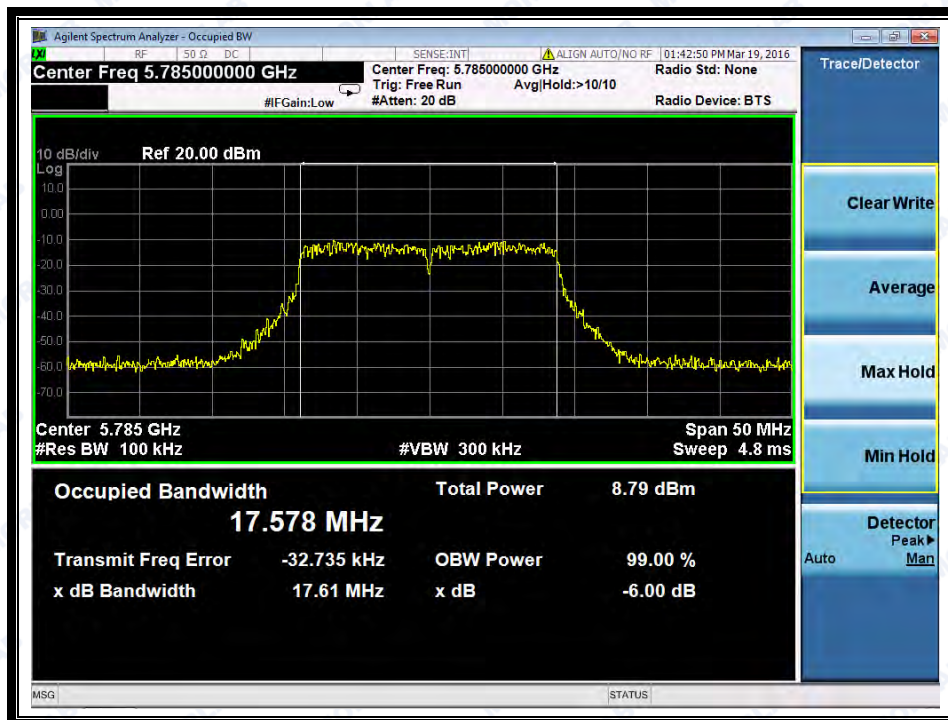 Agilent Spectrum Analyzer - Occupied BW
LXI RF 50 Ω DC SENSE:INT ALIGN AUTO/NO RF 01:42:50 PM Mar 19, 2016
Center Freq 5.785000000 GHz
Center Freq: 5.785000000 GHz Radio Std: None
Trig: Free Run Avg|Hold:>10/10
#IFGain:Low #Atten: 20 dB Radio Device: BTS
Trace/Detector
10 dB/div Ref 20.00 dBm
Log
10.0
0.00
-10.0
-20.0
-30.0
-40.0
-50.0
-60.0
-70.0
Center 5.785 GHz Span 50 MHz
#Res BW 100 kHz #VBW 300 kHz Sweep 4.8 ms
Occupied Bandwidth Total Power 8.79 dBm
17.578 MHz
Transmit Freq Error -32.735 kHz OBW Power 99.00 %
x dB Bandwidth 17.61 MHz x dB -6.00 dB
Clear Write
Average
Max Hold
Min Hold
Detector
Peak▶
Auto Man
MSG STATUS